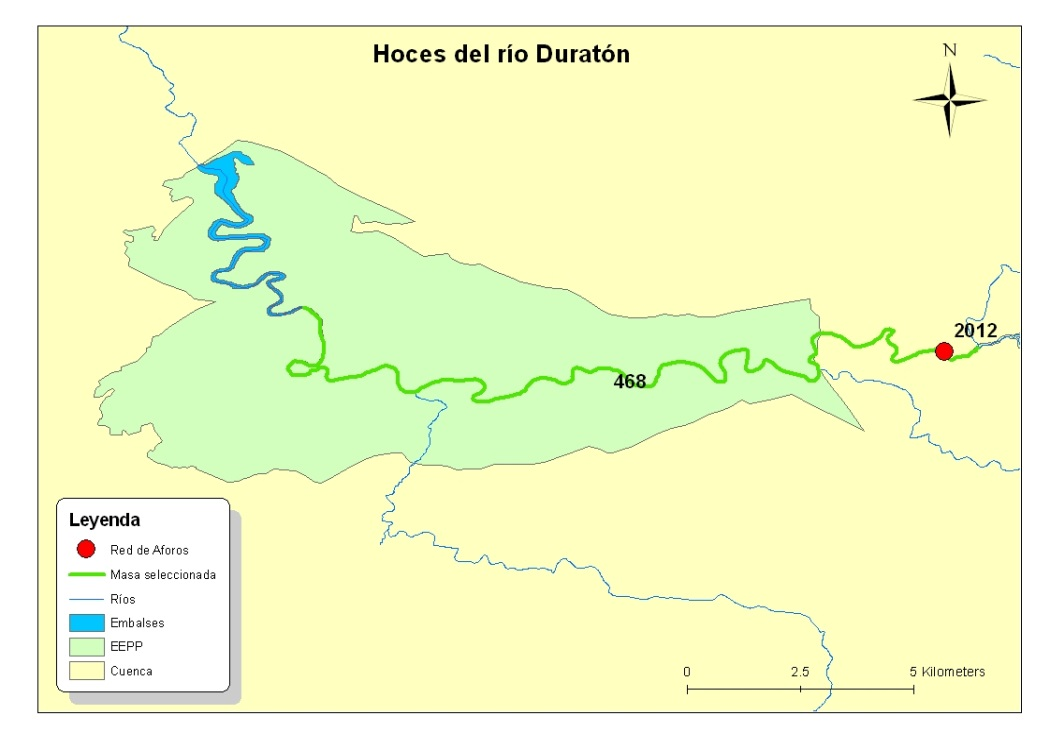 Hoces del río Duratón
N
2012
468
Leyenda
Red de Aforos
Masa seleccionada
Ríos
Embalses
EEPP
Cuenca
0 2.5 5 Kilometers